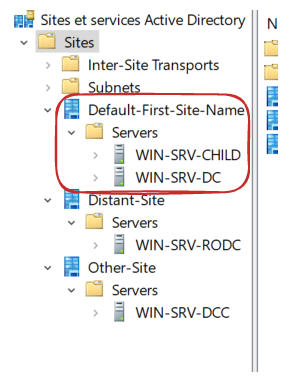 Sites et services Active Directory
N
Sites
Inter-Site Transports
Subnets
Default-First-Site-Name
Servers
WIN-SRV-CHILD
WIN-SRV-DC
Distant-Site
Servers
WIN-SRV-RODC
Other-Site
Servers
WIN-SRV-DCC